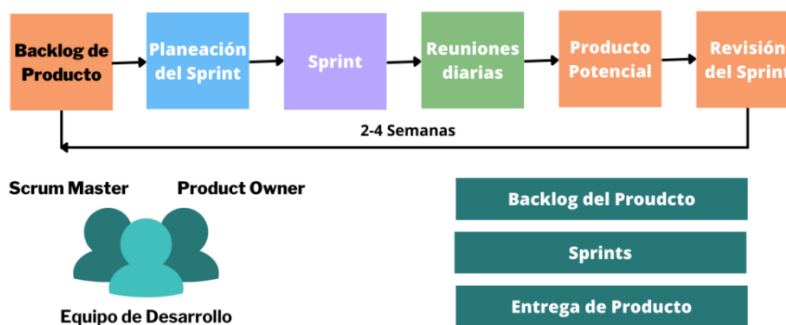 Backlog de
Producto
Planeación
del Sprint
Sprint
Reuniones
diarias
Producto
Potencial
Revisión
del Sprint
2-4 Semanas
Scrum Master
Product Owner
Equipo de Desarrollo
Backlog del Proudcto
Sprints
Entrega de Producto